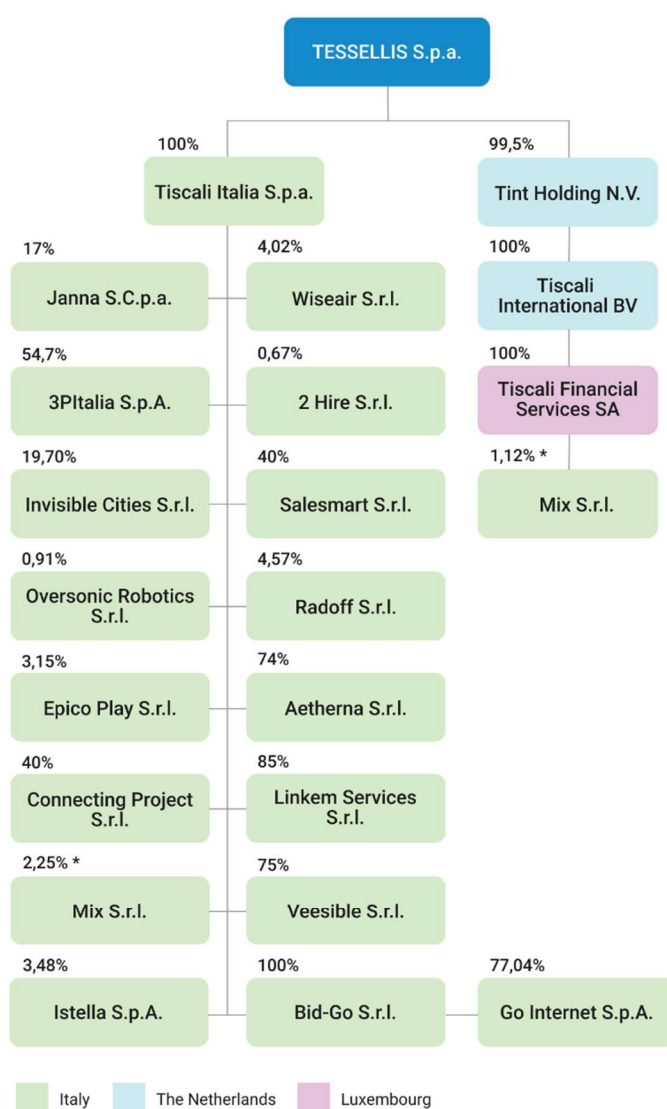 TESSELLIS S.p.a.
100%
Tiscali Italia S.p.a.
99,5%
Tint Holding N.V.
17%
Janna S.C.p.a.
4,02%
Wiseair S.r.l.
100%
Tiscali
International BV
54,7%
3PItalia S.p.A.
0,67%
2 Hire S.r.l.
100%
Tiscali Financial
Services SA
19,70%
Invisible Cities S.r.l.
40%
Salesmart S.r.l.
1,12% *
Mix S.r.l.
0,91%
Oversonic Robotics
S.r.l.
4,57%
Radoff S.r.l.
3,15%
Epico Play S.r.l.
74%
Aetherna S.r.l.
40%
Connecting Project
S.r.l.
85%
Linkem Services
S.r.l.
2,25% *
Mix S.r.l.
75%
Veesible S.r.l.
3,48%
Istella S.p.A.
100%
Bid-Go S.r.l.
77,04%
Go Internet S.p.A.
Italy
The Netherlands
Luxembourg